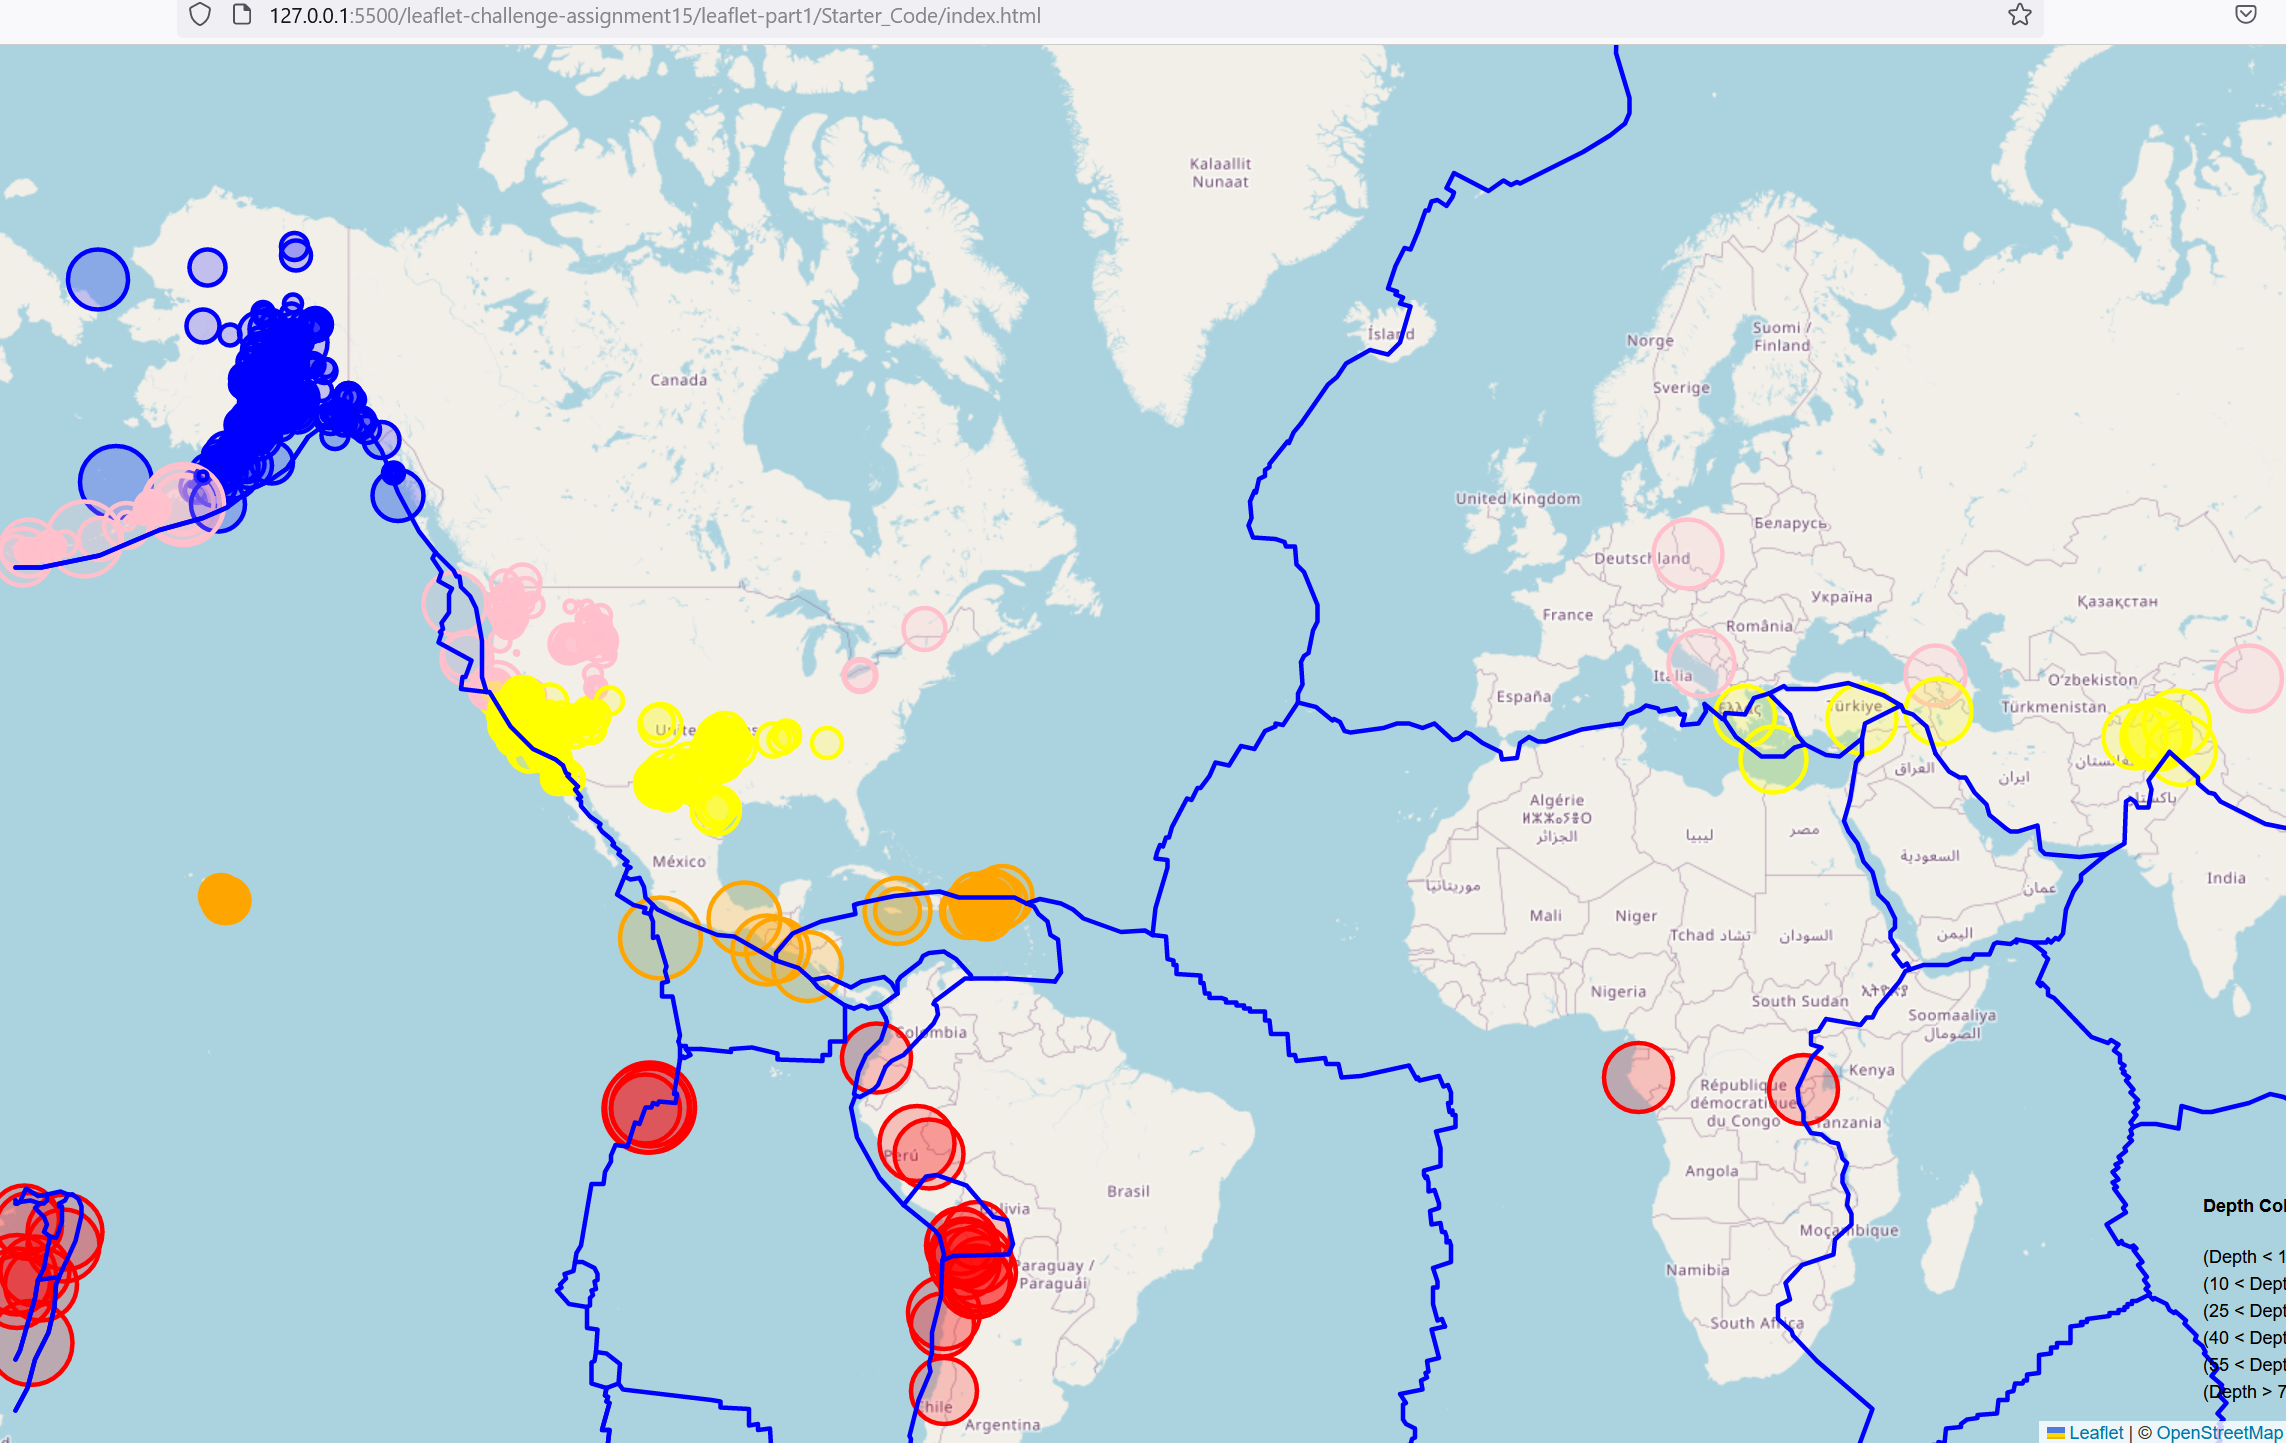 127.0.0.1:5500/leaflet-challenge-assignment15/leaflet-part1/Starter_Code/index.html
Kalaallit
Nunaat
Ísland
Norge
Suomi /
Finland
Sverige
Canada
United Kingdom
Беларусь
Deutschland
Україна
Қазақстан
France
România
Italia
O'zbekiston
España
Ελλάς
Türkiye
Türkmenistan
ایران
العراق
México
Algérie
ⵍⵣⵣⴰⵢⴻⵔ
الجزائر
ليبيا
مصر
السعودية
موريتانيا
عمان
India
Mali
Niger
Tchad تشاد
السودان
اليمن
Nigeria
South Sudan
Soomaaliya
الصومال
Colombia
Kenya
République
démocratique
du Congo
Tanzania
Perú
Angola
Brasil
Bolivia
Moçambique
Paraguay /
Paraguái
Namibia
South Africa
Chile
Argentina
Depth Col
(Depth < 1
(10 < Dept
(25 < Dept
(40 < Dept
(55 < Dept
(Depth > 7
Leaflet | © OpenStreetMap